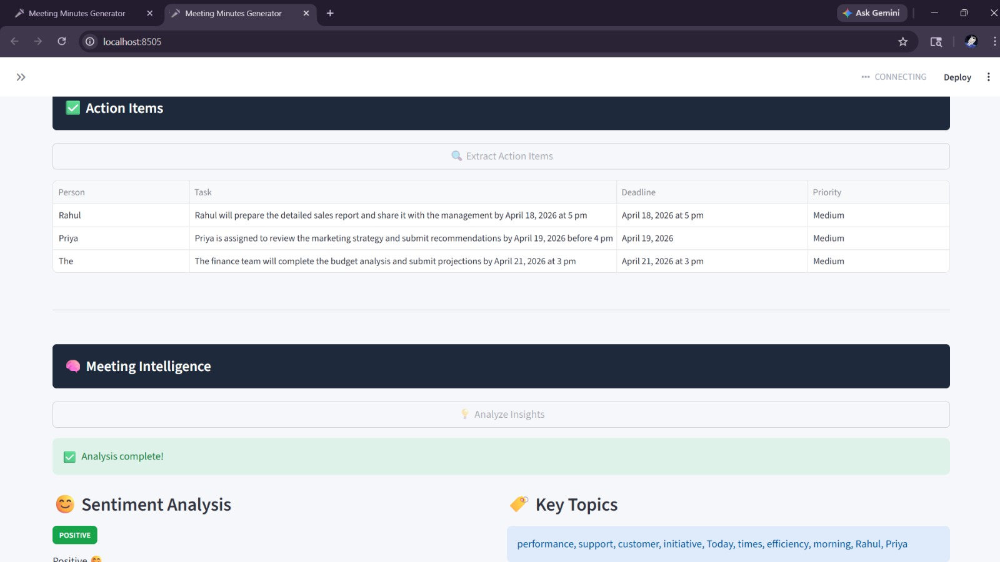 Meeting Minutes Generator
Meeting Minutes Generator
Ask Gemini
localhost:8505
CONNECTING
Deploy
Action Items
Extract Action Items
Person Task Deadline Priority
Rahul Rahul will prepare the detailed sales report and share it with the management by April 18, 2026 at 5 pm April 18, 2026 at 5 pm Medium
Priya Priya is assigned to review the marketing strategy and submit recommendations by April 19, 2026 before 4 pm April 19, 2026 Medium
The The finance team will complete the budget analysis and submit projections by April 21, 2026 at 3 pm April 21, 2026 at 3 pm Medium
Meeting Intelligence
Analyze Insights
Analysis complete!
Sentiment Analysis
Key Topics
POSITIVE
performance, support, customer, initiative, Today, times, efficiency, morning, Rahul, Priya
Positive